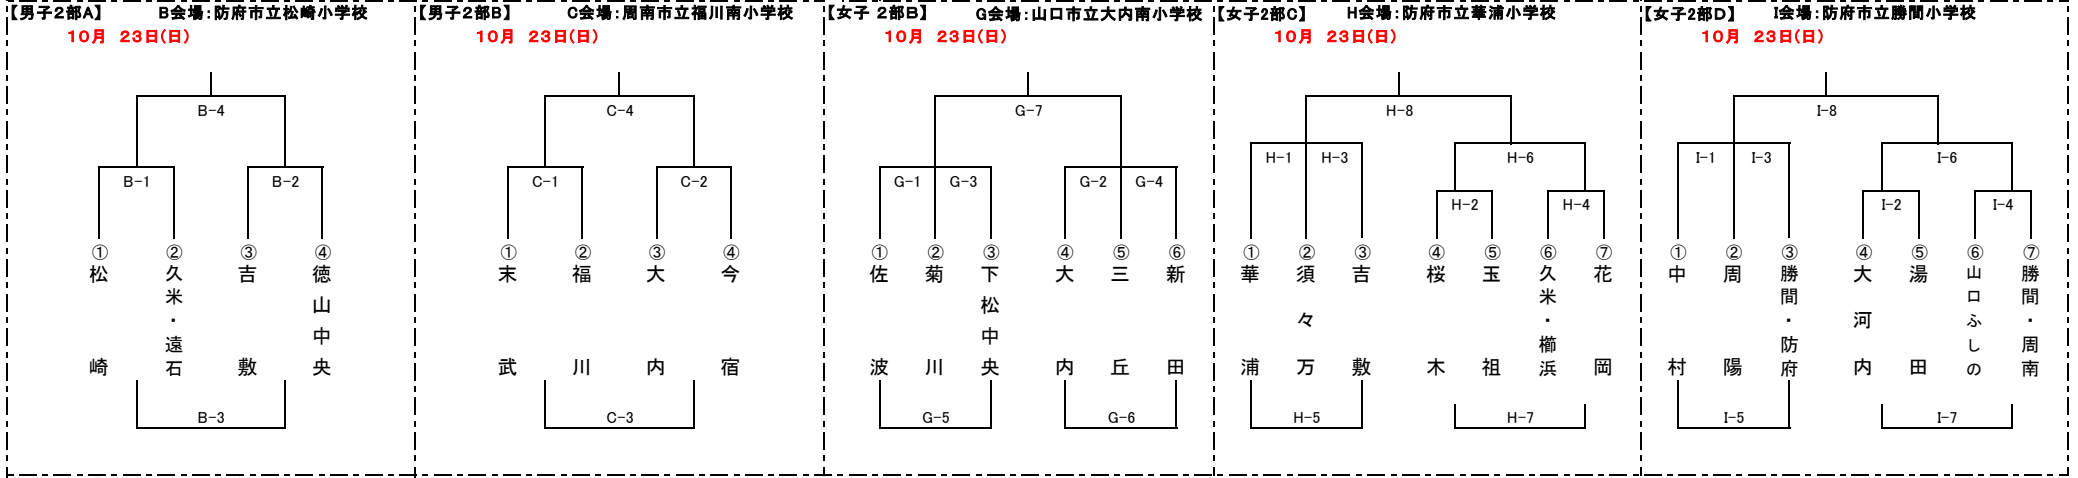 【男子2部A】 B会場：防府市立松崎小学校
10月 23日(日)
B-4
B-1 B-2
① ② ③ ④
松崎 久米・遠石 吉敷 徳山中央
B-3
【男子2部B】 C会場：周南市立福川南小学校
10月 23日(日)
C-4
C-1 C-2
① ② ③ ④
末武 福川 大内 今宿
C-3
【女子 2部B】 G会場：山口市立大内南小学校
10月 23日(日)
G-7
G-1 G-3 G-2 G-4
① ② ③ ④ ⑤ ⑥
佐波 菊川 下松中央 大内 三丘 新田
G-5 G-6
【女子2部C】 H会場：防府市立華浦小学校
10月 23日(日)
H-8
H-1 H-3 H-6
H-2 H-4
① ② ③ ④ ⑤ ⑥ ⑦
華浦 須々万 吉敷 桜木 玉祖 久米・櫛浜 花岡
H-5 H-7
【女子2部D】 I会場：防府市立勝間小学校
10月 23日(日)
I-8
I-1 I-3 I-6
I-2 I-4
① ② ③ ④ ⑤ ⑥ ⑦
中村 周陽 勝間・防府 大河内 湯田 山口ふしの 勝間・周南
I-5 I-7